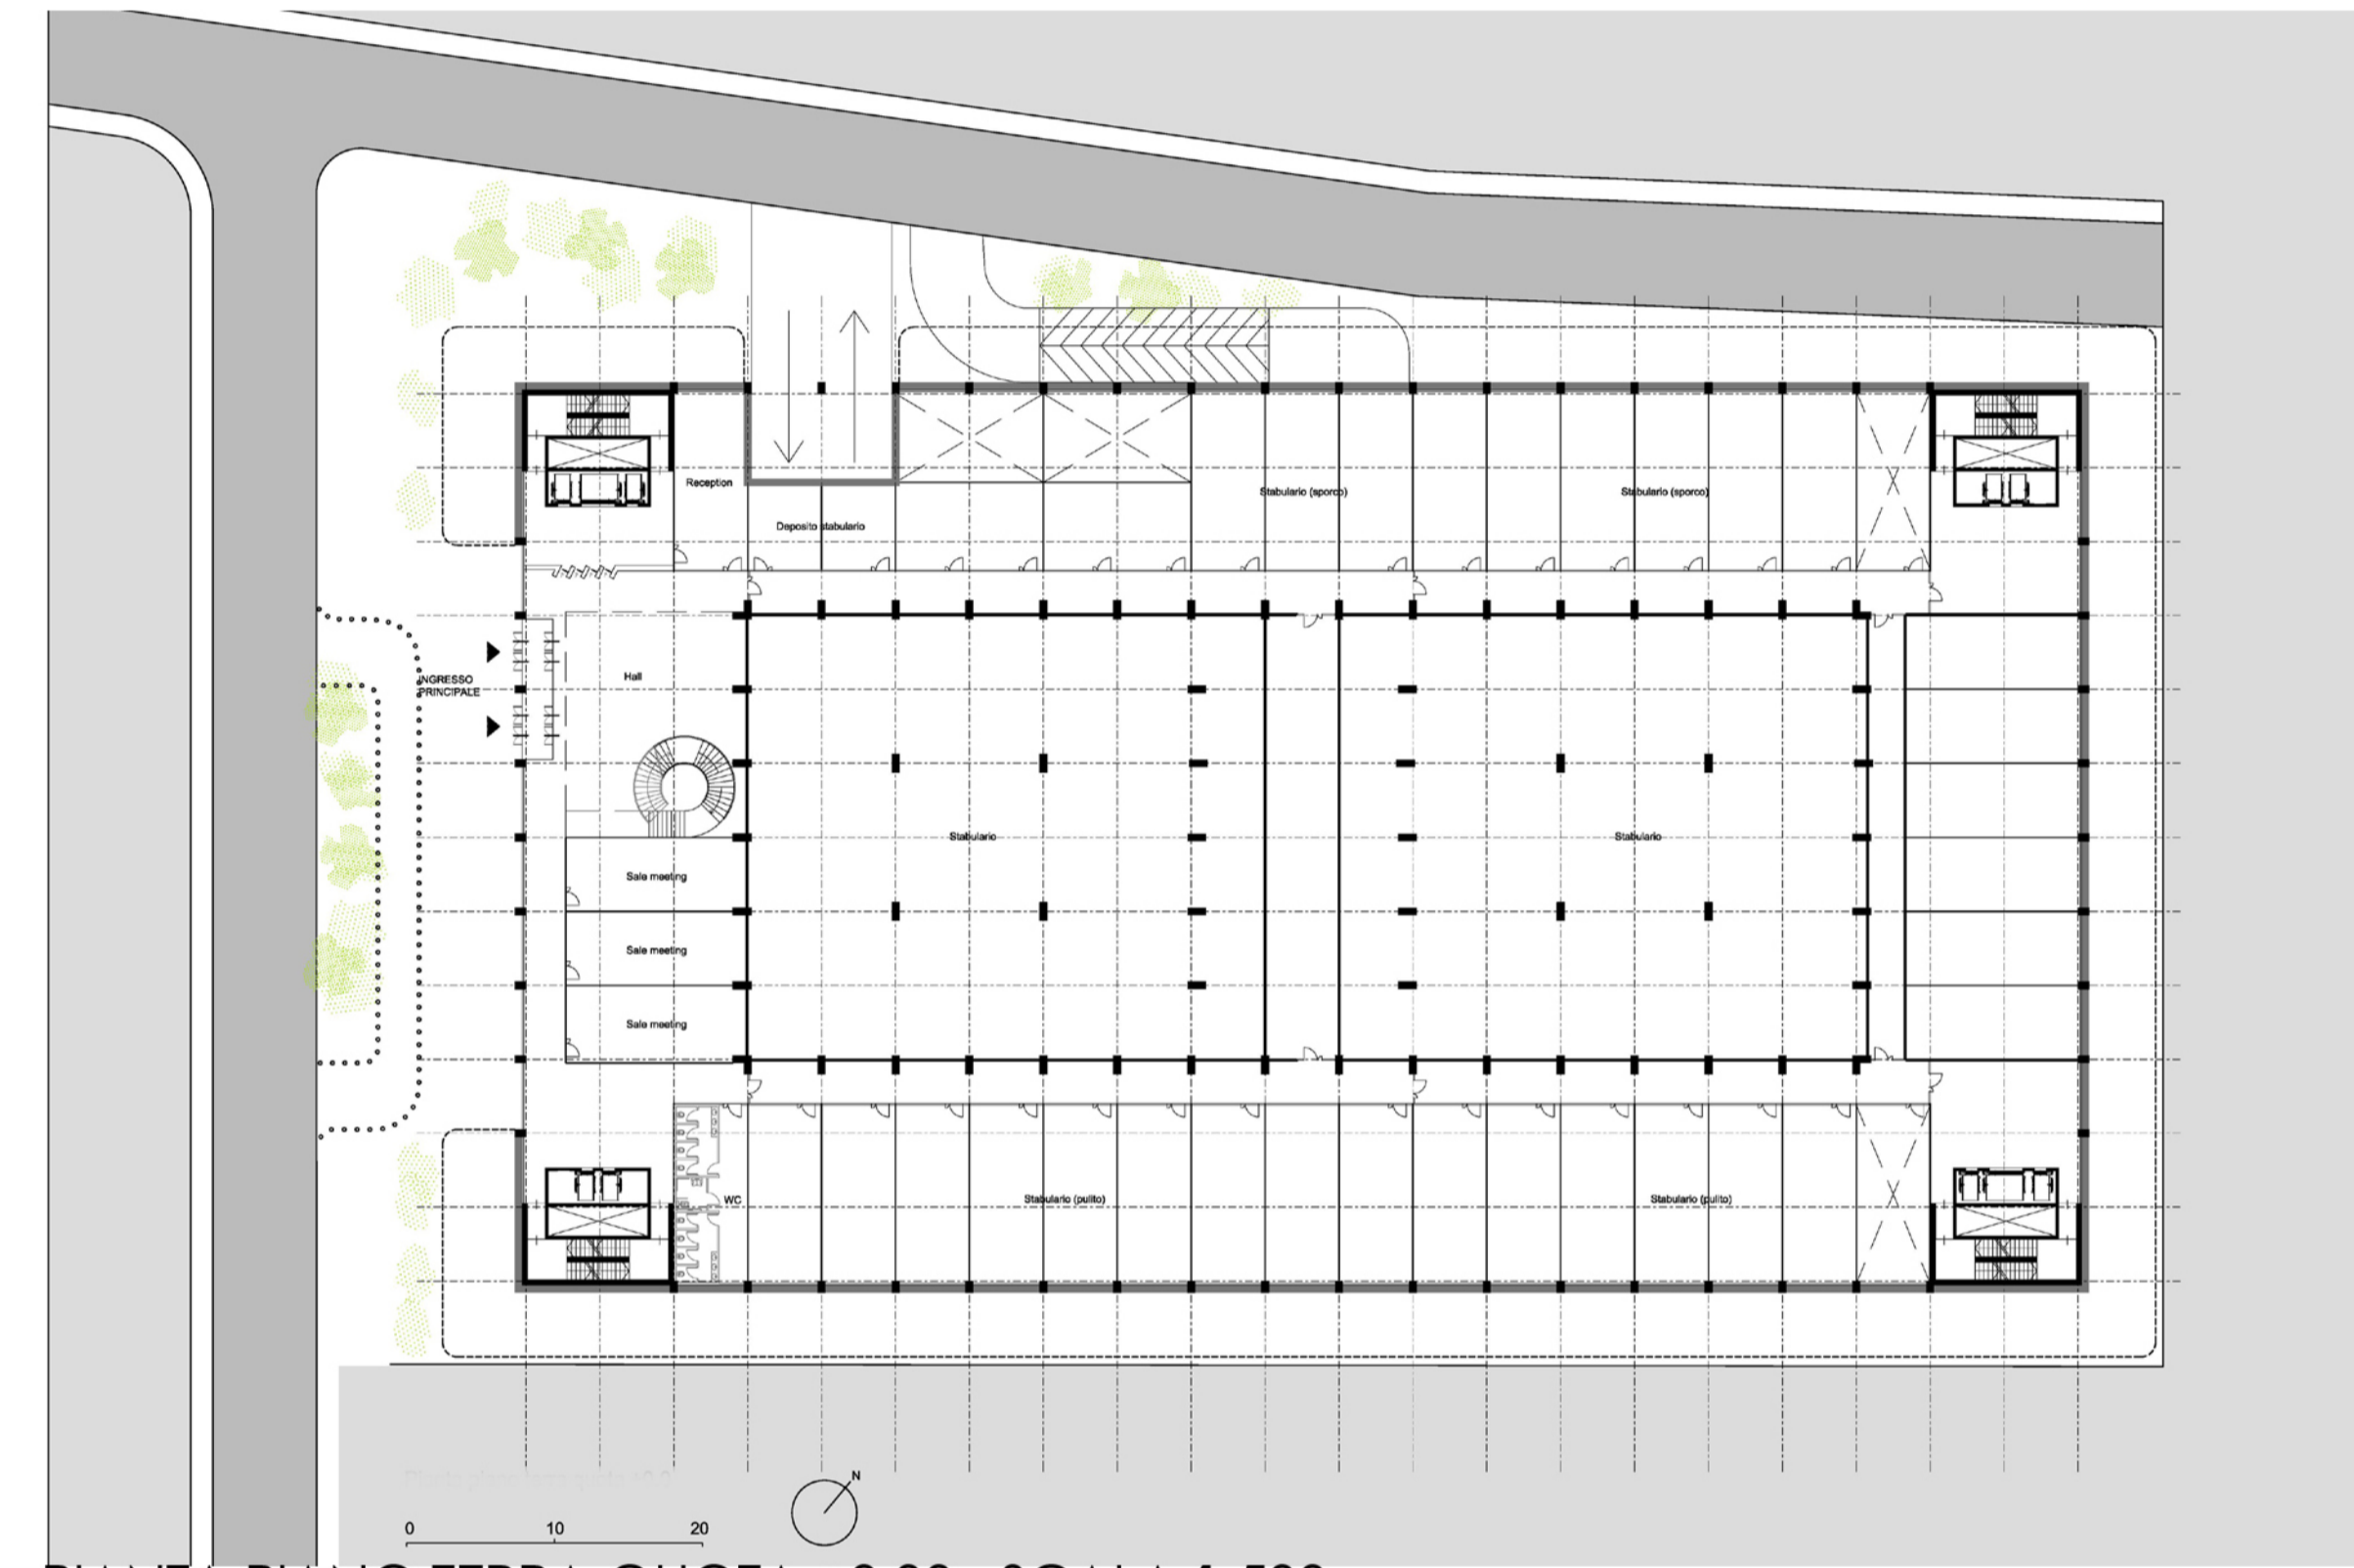 Reception
Stabulario (sporco)
Stabulario (sporco)
Deposito stabulario
Hall
INGRESSO
PRINCIPALE
Stabulario
Stabulario
Sale meeting
Sale meeting
Sale meeting
WC
Stabulario (pulito)
Stabulario (pulito)
N
0 10 20